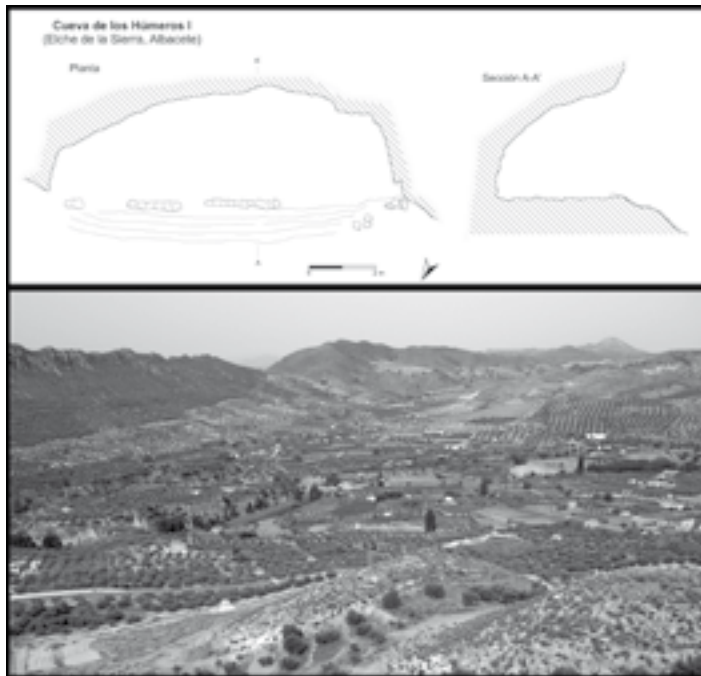 Cueva de los Húmeros I
(Elche de la Sierra, Albacete)
Planta
Sección A-A'